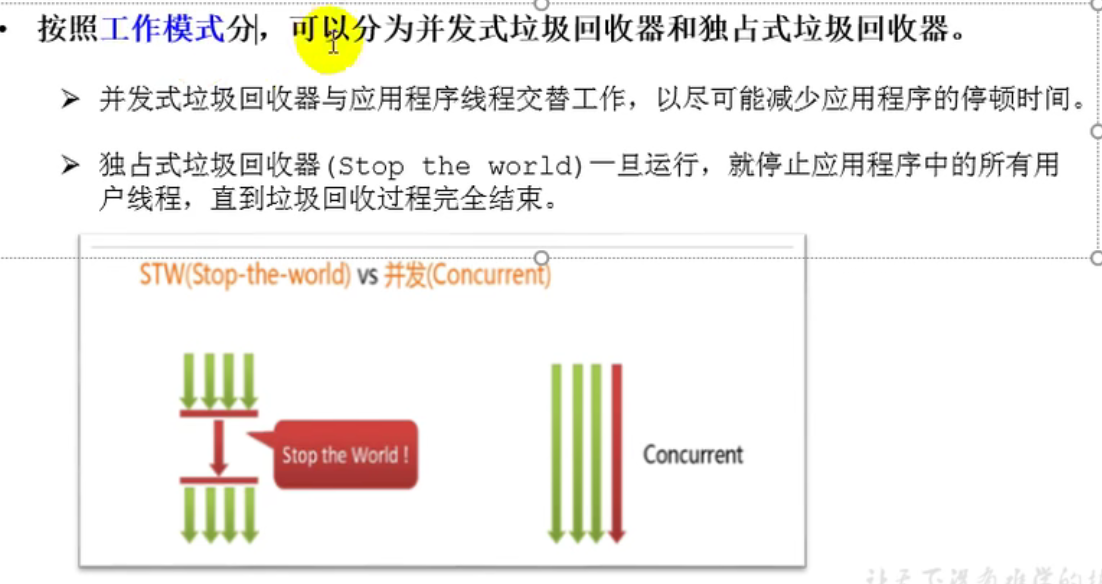 • 按照工作模式分，可以分为并发式垃圾回收器和独占式垃圾回收器。
➢ 并发式垃圾回收器与应用程序线程交替工作，以尽可能减少应用程序的停顿时间。
➢ 独占式垃圾回收器(Stop the world)一旦运行，就停止应用程序中的所有用
户线程，直到垃圾回收过程完全结束。
STW(Stop-the-world) vs 并发(Concurrent)
Stop the World !
Concurrent